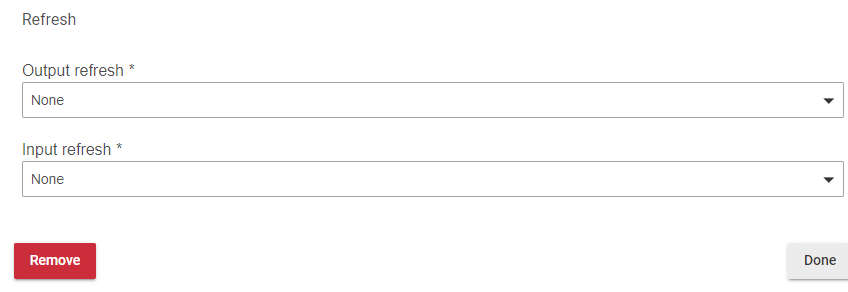 Refresh
Output refresh *
None
Input refresh *
None
Remove
Done